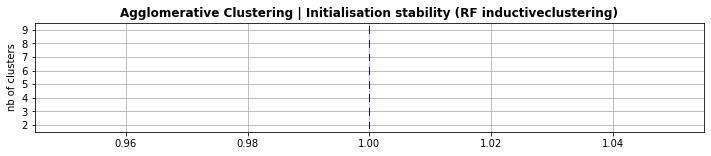 Agglomerative Clustering | Initialisation stability (RF inductiveclustering)
nb of clusters
9
8
7
6
5
4
3
2
0.96 0.98 1.00 1.02 1.04